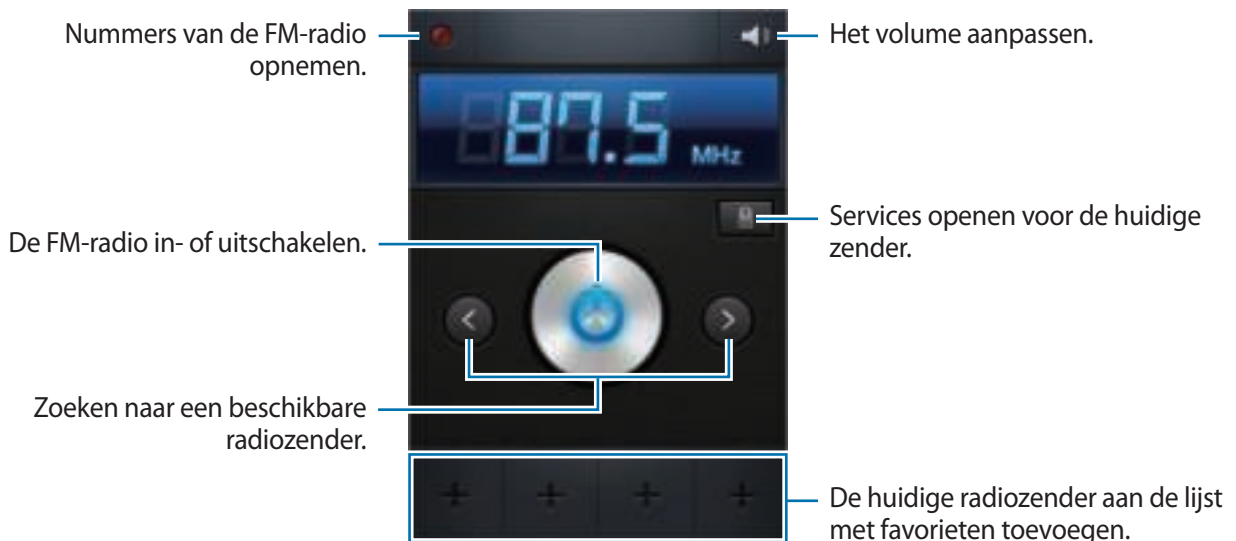 Nummers van de FM-radio
opnemen.
Het volume aanpassen.
87.5 MHz
Services openen voor de huidige
zender.
De FM-radio in- of uitschakelen.
Zoeken naar een beschikbare
radiozender.
De huidige radiozender aan de lijst
met favorieten toevoegen.